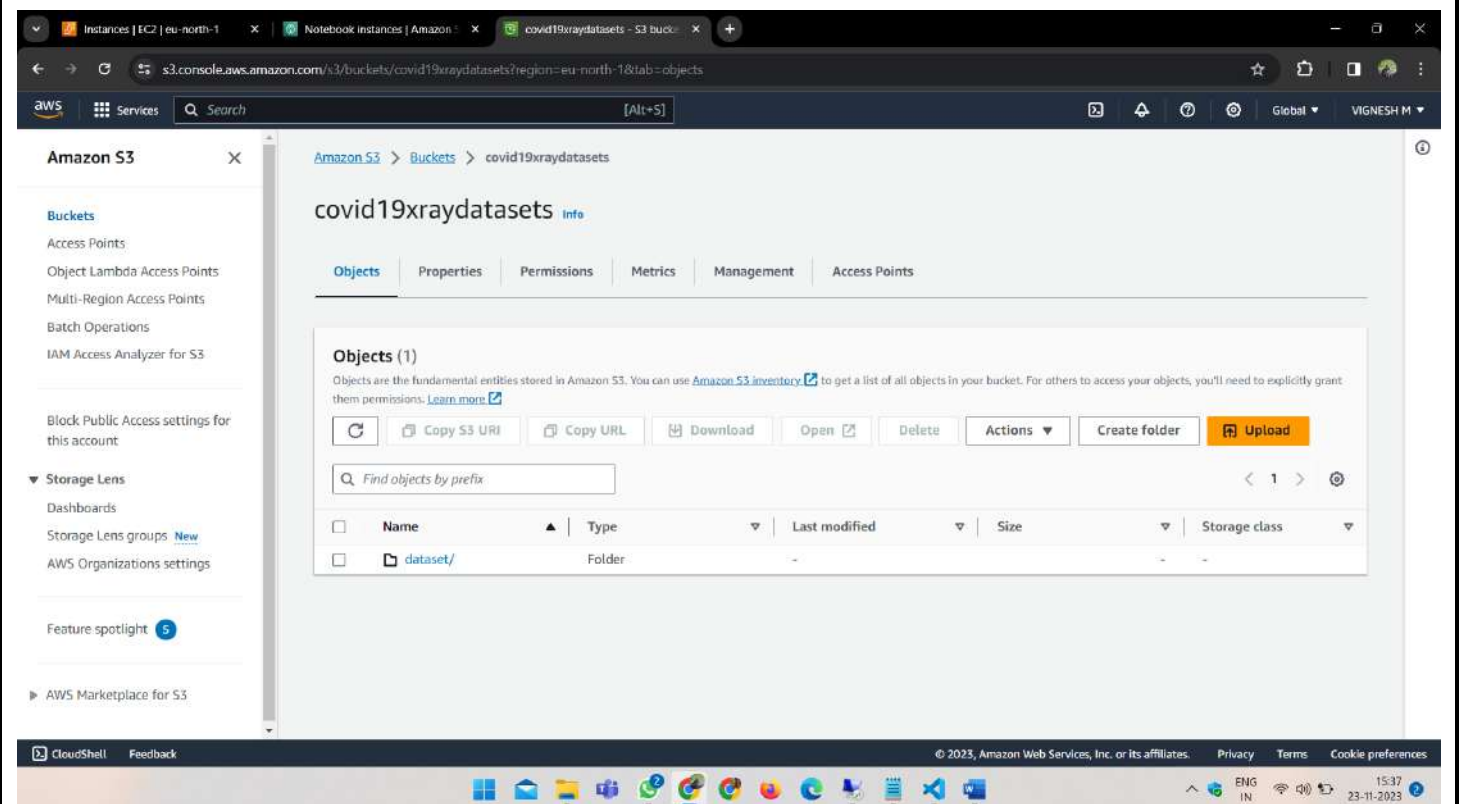 Instances | EC2 | eu-north-1
Notebook instances | Amazon S
covid19xraydatasets - S3 bucke
s3.console.aws.amazon.com/s3/buckets/covid19xraydatasets?region=eu-north-1&tab=objects
aws Services Search [Alt+S] Global VIGNESH M
Amazon S3
Buckets
Access Points
Object Lambda Access Points
Multi-Region Access Points
Batch Operations
IAM Access Analyzer for S3
Block Public Access settings for
this account
Storage Lens
Dashboards
Storage Lens groups New
AWS Organizations settings
Feature spotlight 5
AWS Marketplace for S3
Amazon S3 > Buckets > covid19xraydatasets
covid19xraydatasets Info
Objects Properties Permissions Metrics Management Access Points
Objects (1)
Objects are the fundamental entities stored in Amazon S3. You can use Amazon S3 inventory to get a list of all objects in your bucket. For others to access your objects, you'll need to explicitly grant
them permissions. Learn more
Copy S3 URI Copy URL Download Open Delete Actions Create folder Upload
Find objects by prefix < 1 >
Name Type Last modified Size Storage class
dataset/ Folder - - -
CloudShell Feedback © 2023, Amazon Web Services, Inc. or its affiliates. Privacy Terms Cookie preferences
2 ENG 15:37
IN 23-11-2023 2